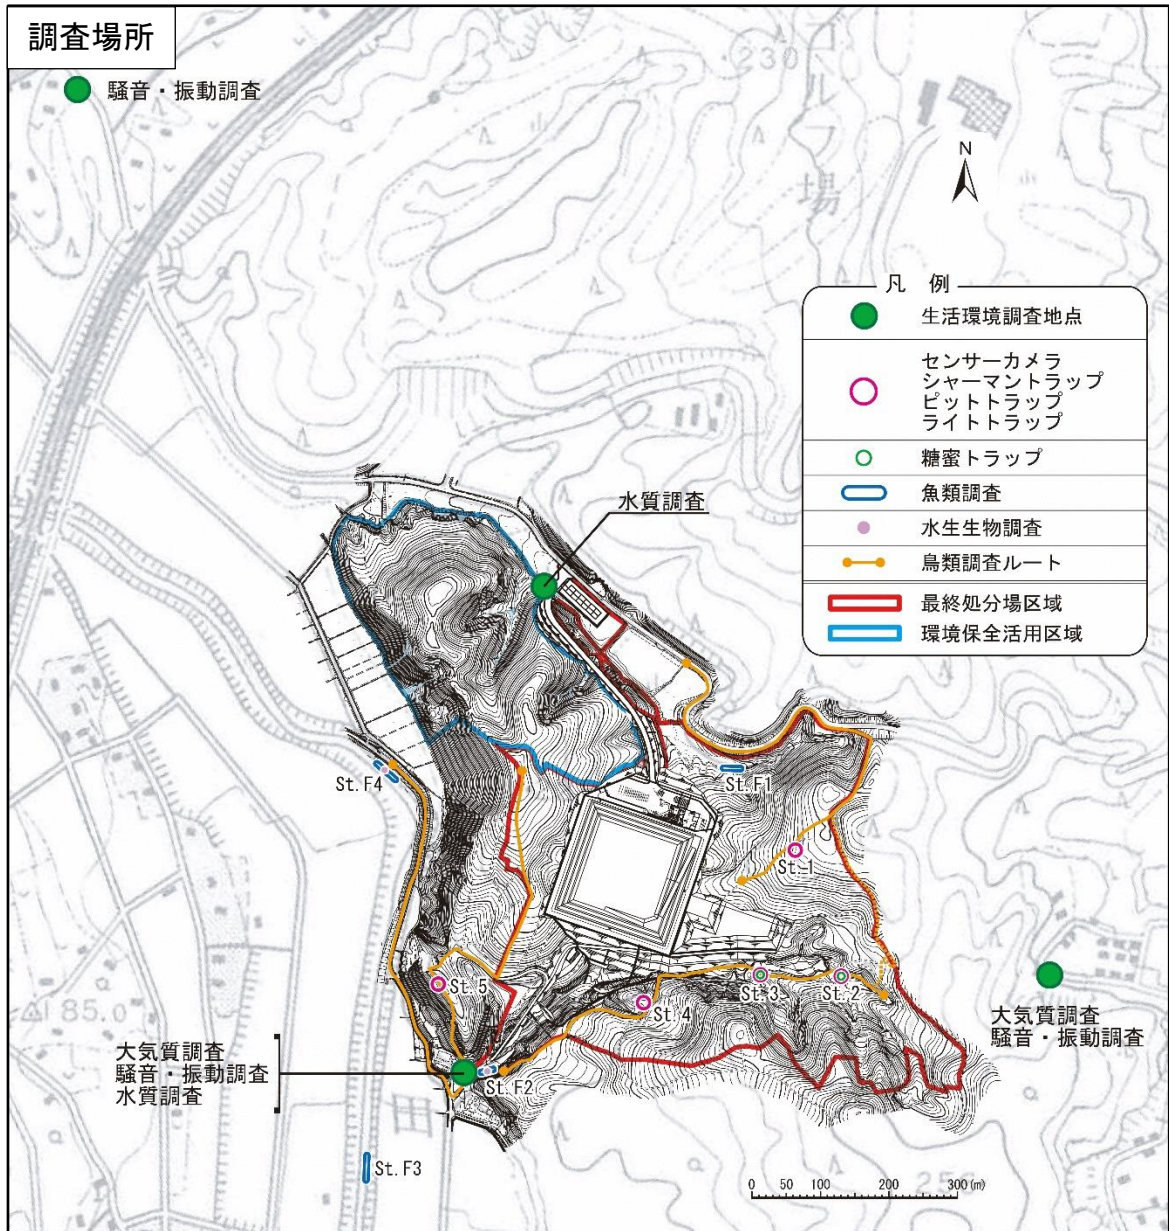 調査場所
騒音・振動調査
230
N
場
凡 例
生活環境調査地点
センサーカメラ
シャーマントラップ
ピットトラップ
ライトトラップ
糖蜜トラップ
魚類調査
水生生物調査
鳥類調査ルート
最終処分場区域
環境保全活用区域
水質調査
St.F4
St.F1
St.1
St.5
St.4
St.3
St.2
185.0
大気質調査
騒音・振動調査
大気質調査
騒音・振動調査
水質調査
St.F2
St.F3
256
0 50 100 200 300(m)